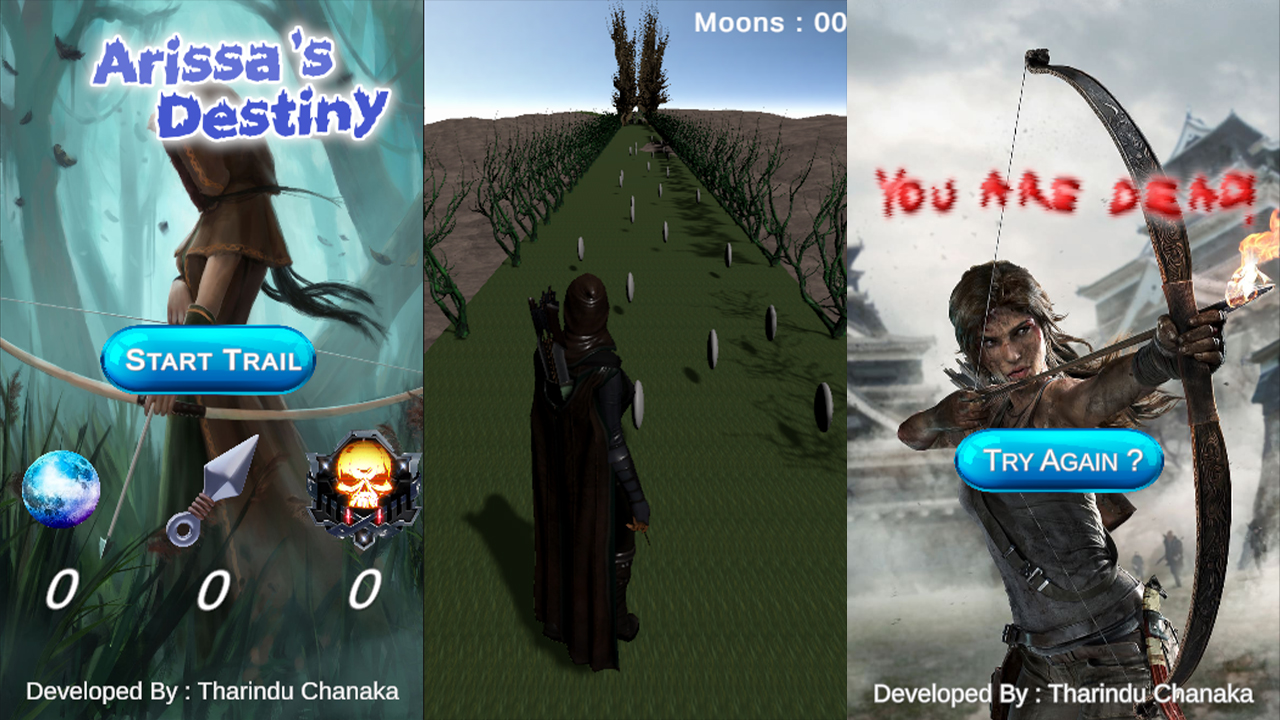 Arissa's
Destiny
START TRAIL
0 0 0
Developed By : Tharindu Chanaka
Moons : 00
YOU ARE DEAD
TRY AGAIN ?
Developed By : Tharindu Chanaka